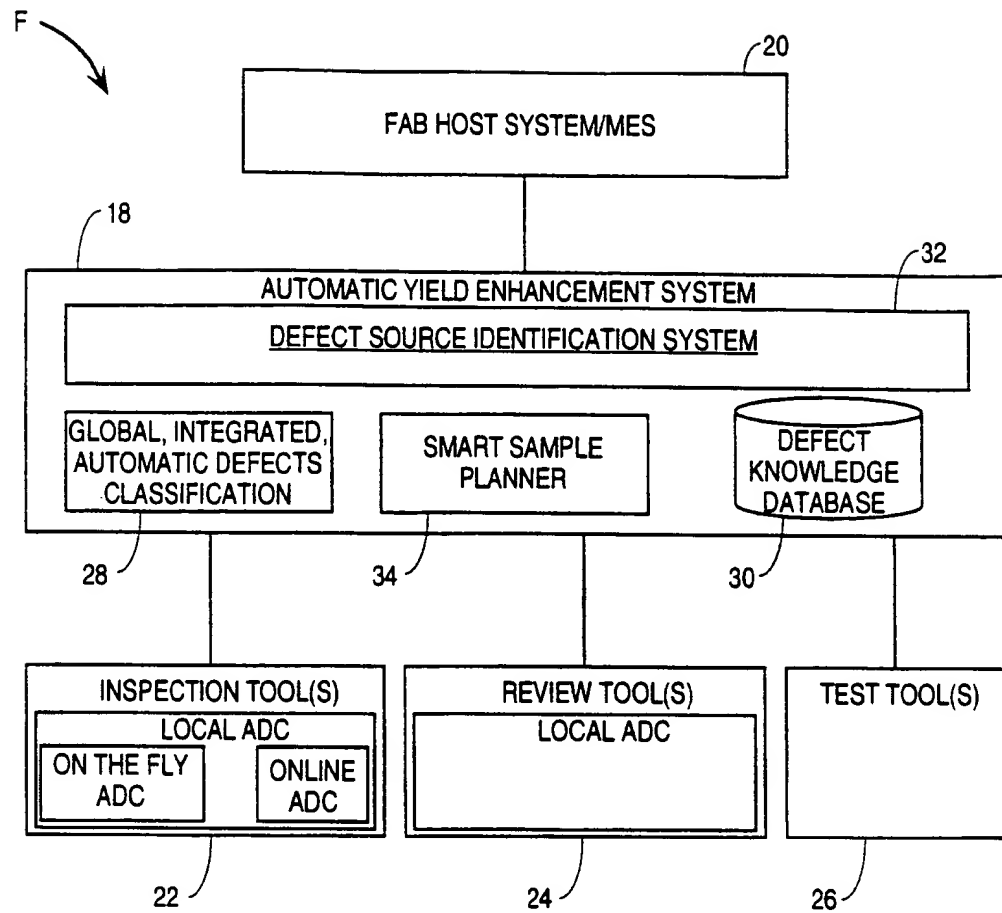 F
20
FAB HOST SYSTEM/MES
18
32
AUTOMATIC YIELD ENHANCEMENT SYSTEM
DEFECT SOURCE IDENTIFICATION SYSTEM
GLOBAL, INTEGRATED,
AUTOMATIC DEFECTS
CLASSIFICATION
SMART SAMPLE
PLANNER
DEFECT
KNOWLEDGE
DATABASE
28
34
30
INSPECTION TOOL(S)
LOCAL ADC
ON THE FLY
ADC
ONLINE
ADC
REVIEW TOOL(S)
LOCAL ADC
TEST TOOL(S)
22
24
26